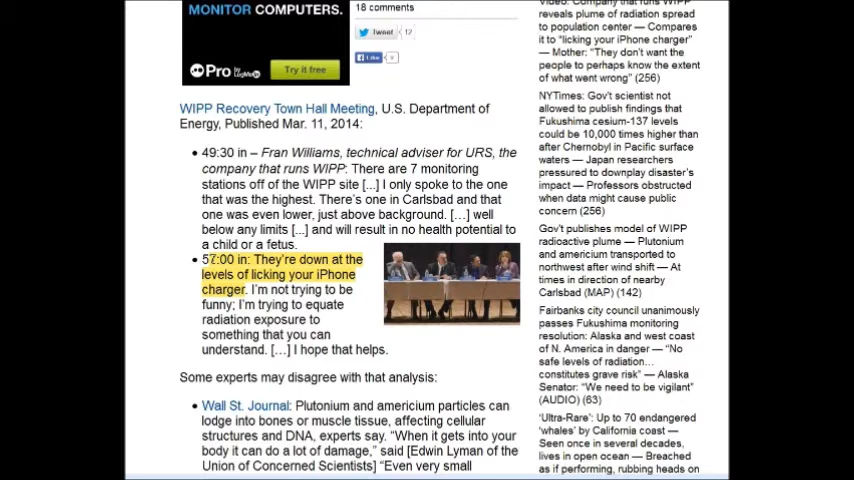 MONITOR COMPUTERS.
Pro by LogMeIn
Try it free
18 comments
Tweet
12
Like
WIPP Recovery Town Hall Meeting, U.S. Department of
Energy, Published Mar. 11, 2014:
• 49:30 in – Fran Williams, technical adviser for URS, the
company that runs WIPP: There are 7 monitoring
stations off of the WIPP site [...] I only spoke to the one
that was the highest. There's one in Carlsbad and that
one was even lower, just above background. […] well
below any limits [...] and will result in no health potential to
a child or a fetus.
• 57:00 in: They're down at the
levels of licking your iPhone
charger. I'm not trying to be
funny; I'm trying to equate
radiation exposure to
something that you can
understand. […] I hope that helps.
Some experts may disagree with that analysis:
• Wall St. Journal: Plutonium and americium particles can
lodge into bones or muscle tissue, affecting cellular
structures and DNA, experts say. “When it gets into your
body it can do a lot of damage,” said [Edwin Lyman of the
Union of Concerned Scientists] “Even very small
Video: Company that runs WIPP
reveals plume of radiation spread
to population center — Compares
it to “licking your iPhone charger”
— Mother: “They don't want the
people to perhaps know the extent
of what went wrong” (256)
NYTimes: Gov't scientist not
allowed to publish findings that
Fukushima cesium-137 levels
could be 10,000 times higher than
after Chernobyl in Pacific surface
waters — Japan researchers
pressured to downplay disaster's
impact — Professors obstructed
when data might cause public
concern (256)
Gov't publishes model of WIPP
radioactive plume — Plutonium
and americium transported to
northwest after wind shift — At
times in direction of nearby
Carlsbad (MAP) (142)
Fairbanks city council unanimously
passes Fukushima monitoring
resolution: Alaska and west coast
of N. America in danger — “No
safe levels of radiation…
constitutes grave risk” — Alaska
Senator: “We need to be vigilant”
(AUDIO) (63)
‘Ultra-Rare’: Up to 70 endangered
‘whales’ by California coast —
Seen once in several decades,
lives in open ocean — Breached
as if performing, rubbing heads on